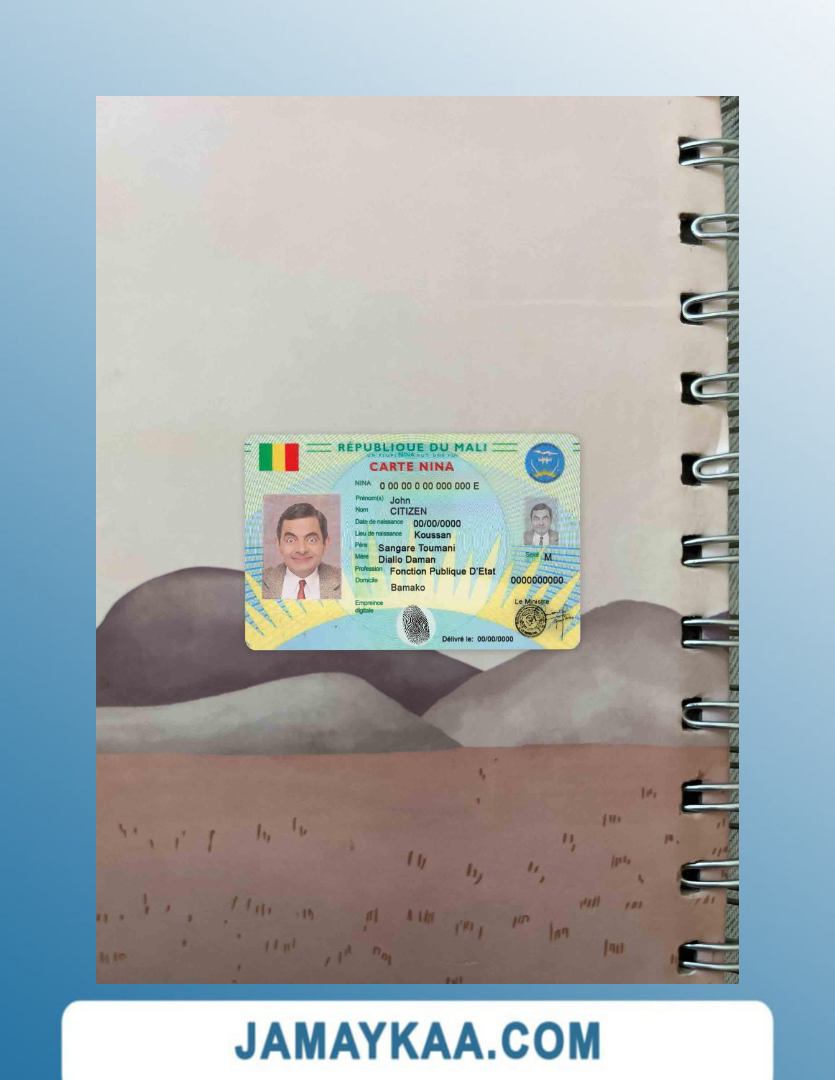 RÉPUBLIQUE DU MALI
CARTE NINA
NINA 0 00 00 0 00 000 000 E
Prénom(s) John
Nom CITIZEN
Date de naissance 00/00/0000
Lieu de naissance Koussan
Père Sangare Toumani
Mère Diallo Daman
Sexe M
Profession Fonction Publique D'Etat
Domicile Bamako
0000000000
Empreinte
digitale
Le Ministre
Délivré le: 00/00/0000
JAMAYKAA.COM